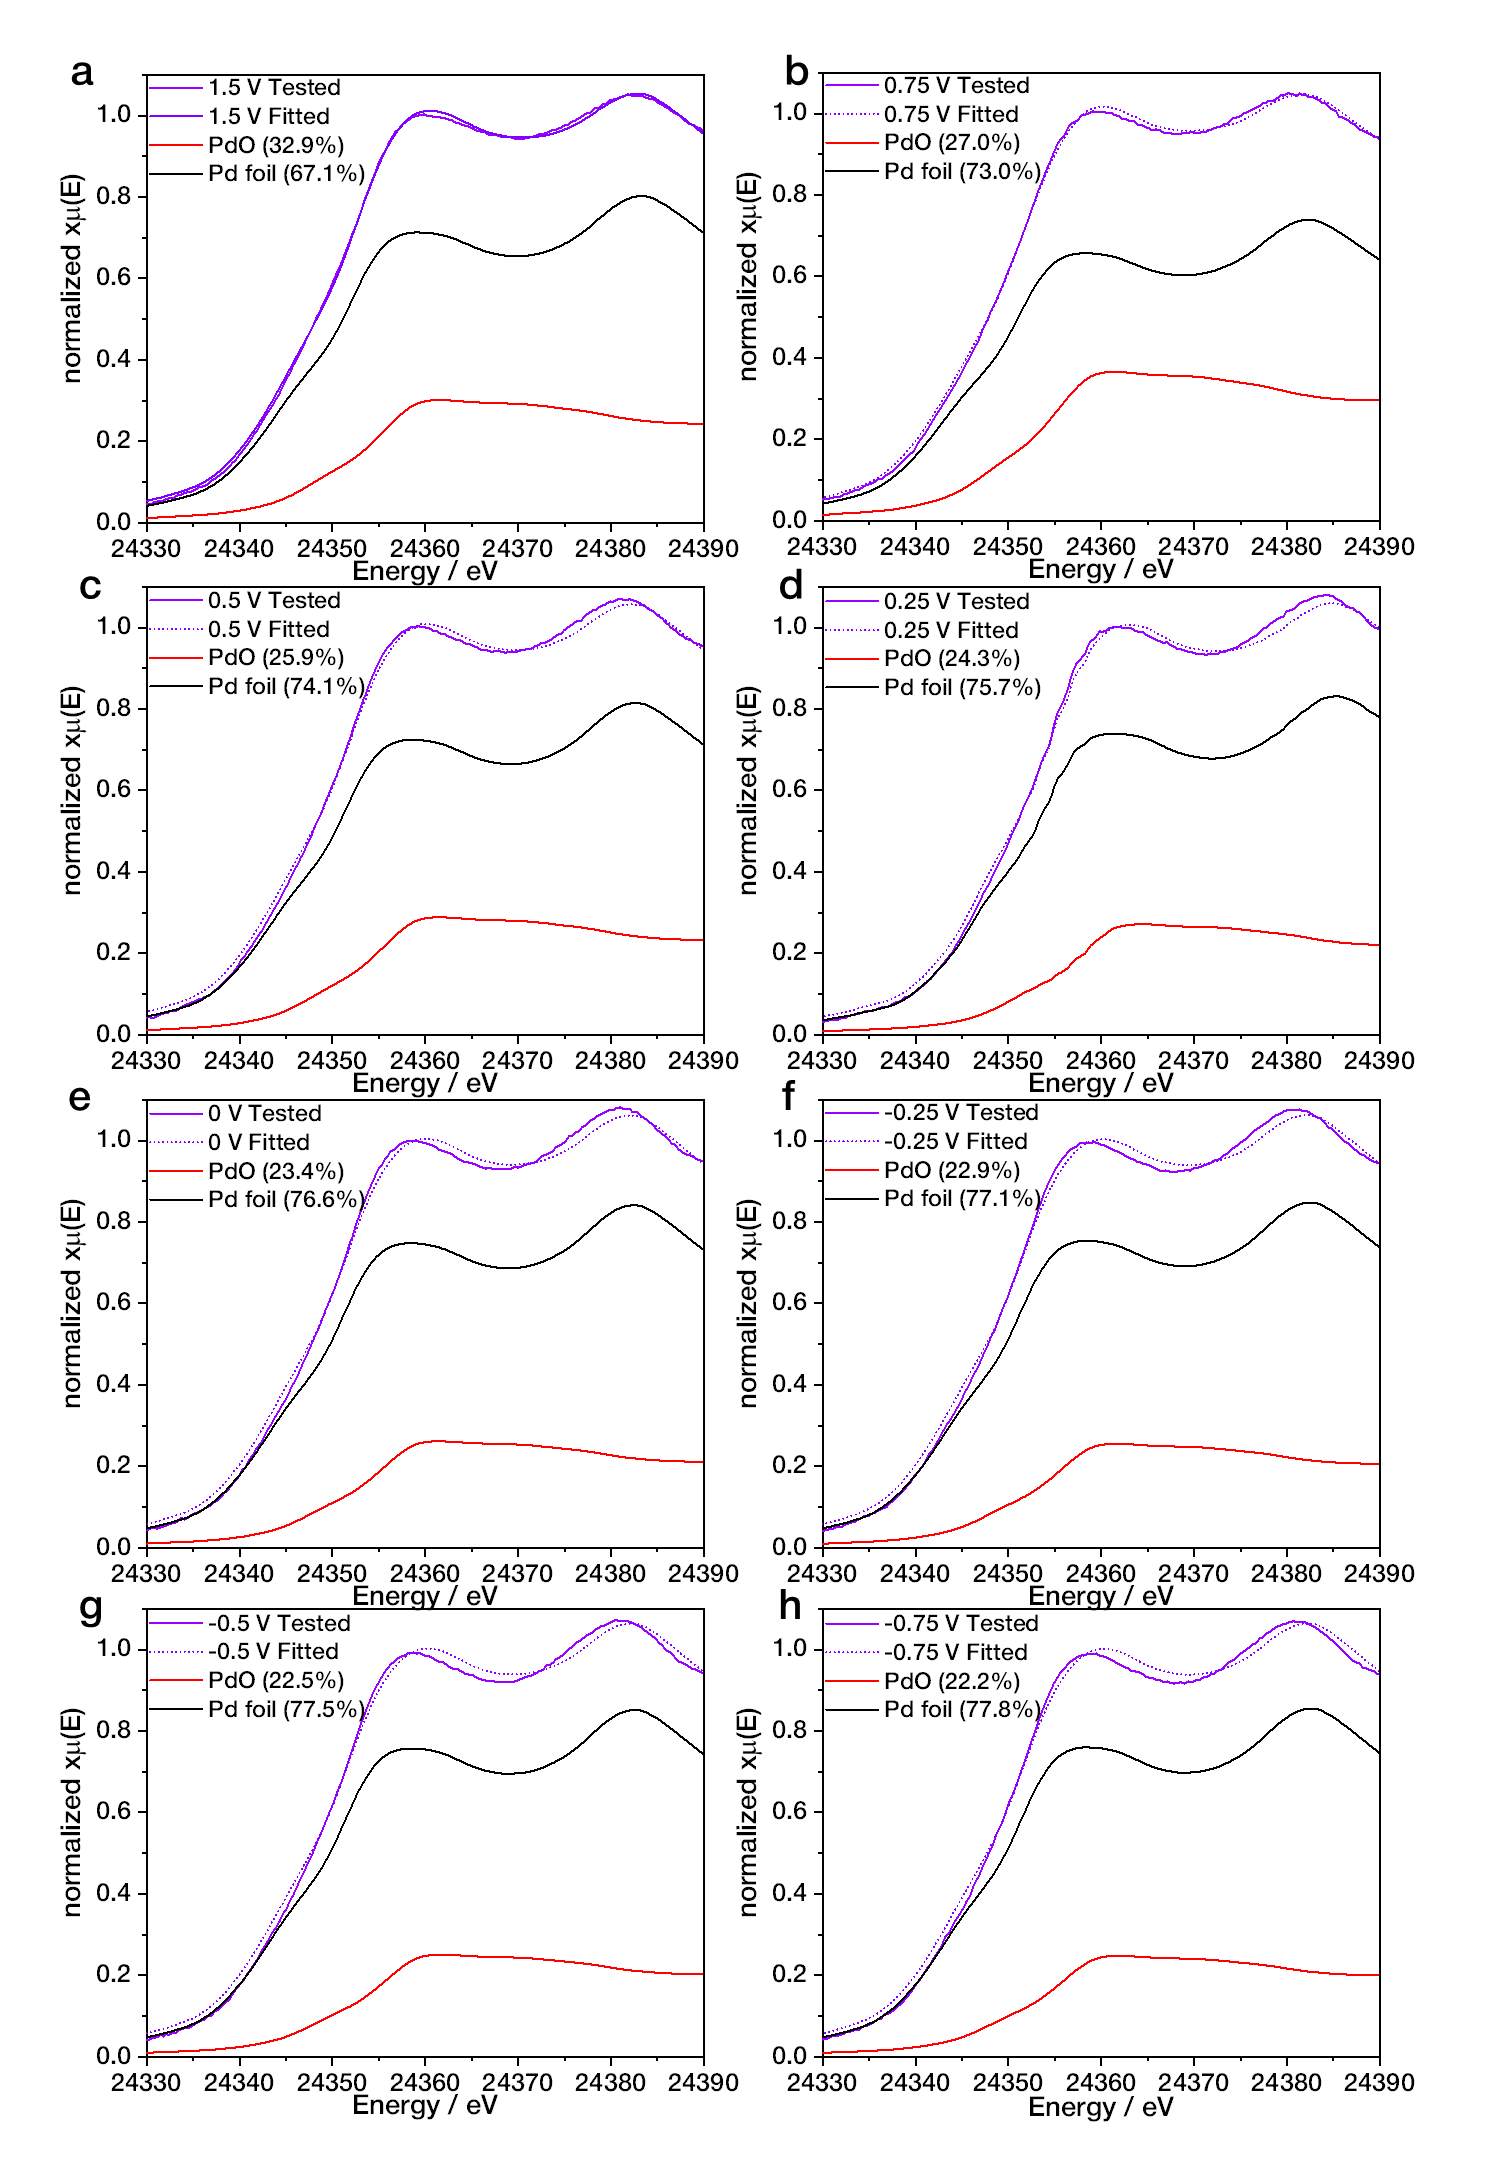 a
1.5 V Tested
1.5 V Fitted
PdO (32.9%)
Pd foil (67.1%)
normalized xμ(E)
1.0
0.8
0.6
0.4
0.2
0.0
24330 24340 24350 24360 24370 24380 24390
Energy / eV
b
0.75 V Tested
0.75 V Fitted
PdO (27.0%)
Pd foil (73.0%)
normalized xμ(E)
1.0
0.8
0.6
0.4
0.2
0.0
24330 24340 24350 24360 24370 24380 24390
Energy / eV
c
0.5 V Tested
0.5 V Fitted
PdO (25.9%)
Pd foil (74.1%)
normalized xμ(E)
1.0
0.8
0.6
0.4
0.2
0.0
24330 24340 24350 24360 24370 24380 24390
Energy / eV
d
0.25 V Tested
0.25 V Fitted
PdO (24.3%)
Pd foil (75.7%)
normalized xμ(E)
1.0
0.8
0.6
0.4
0.2
0.0
24330 24340 24350 24360 24370 24380 24390
Energy / eV
e
0 V Tested
0 V Fitted
PdO (23.4%)
Pd foil (76.6%)
normalized xμ(E)
1.0
0.8
0.6
0.4
0.2
0.0
24330 24340 24350 24360 24370 24380 24390
Energy / eV
f
-0.25 V Tested
-0.25 V Fitted
PdO (22.9%)
Pd foil (77.1%)
normalized xμ(E)
1.0
0.8
0.6
0.4
0.2
0.0
24330 24340 24350 24360 24370 24380 24390
Energy / eV
g
-0.5 V Tested
-0.5 V Fitted
PdO (22.5%)
Pd foil (77.5%)
normalized xμ(E)
1.0
0.8
0.6
0.4
0.2
0.0
24330 24340 24350 24360 24370 24380 24390
Energy / eV
h
-0.75 V Tested
-0.75 V Fitted
PdO (22.2%)
Pd foil (77.8%)
normalized xμ(E)
1.0
0.8
0.6
0.4
0.2
0.0
24330 24340 24350 24360 24370 24380 24390
Energy / eV